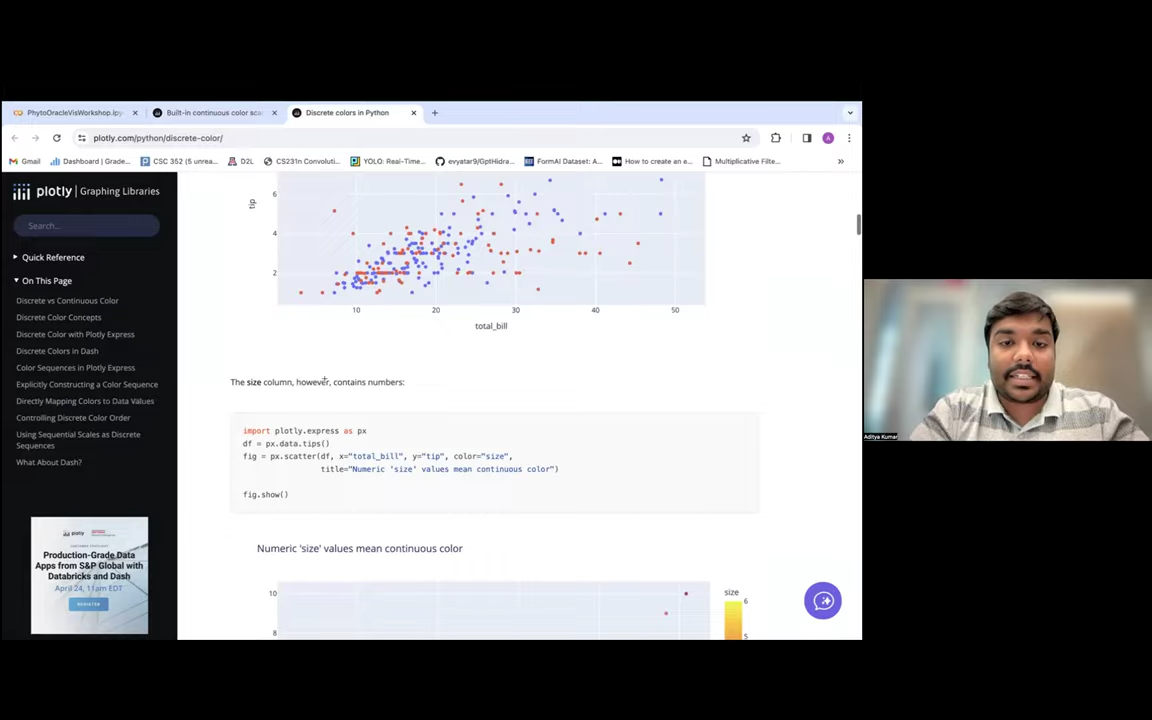 PhytoOracleVisWorkshop.ipy
Built-in continuous color sca
Discrete colors in Python
plotly.com/python/discrete-color/
Gmail
Dashboard | Grade...
CSC 352 (5 unrea...
D2L
CS231n Convoluti...
YOLO: Real-Time...
evyatar9/GptHidra...
FormAI Dataset: A...
How to create an e...
Multiplicative Filte...
»
plotly | Graphing Libraries
Search...
Quick Reference
On This Page
Discrete vs Continuous Color
Discrete Color Concepts
Discrete Color with Plotly Express
Discrete Colors in Dash
Color Sequences in Plotly Express
Explicitly Constructing a Color Sequence
Directly Mapping Colors to Data Values
Controlling Discrete Color Order
Using Sequential Scales as Discrete
Sequences
What About Dash?
plotly
Production-Grade Data
Apps from S&P Global with
Databricks and Dash
April 24, 11am EDT
REGISTER
6
tip
4
2
10 20 30 40 50
total_bill
The size column, however, contains numbers:
import plotly.express as px
df = px.data.tips()
fig = px.scatter(df, x="total_bill", y="tip", color="size",
title="Numeric 'size' values mean continuous color")
fig.show()
Numeric 'size' values mean continuous color
10
8
size
6
5
Aditya Kumar